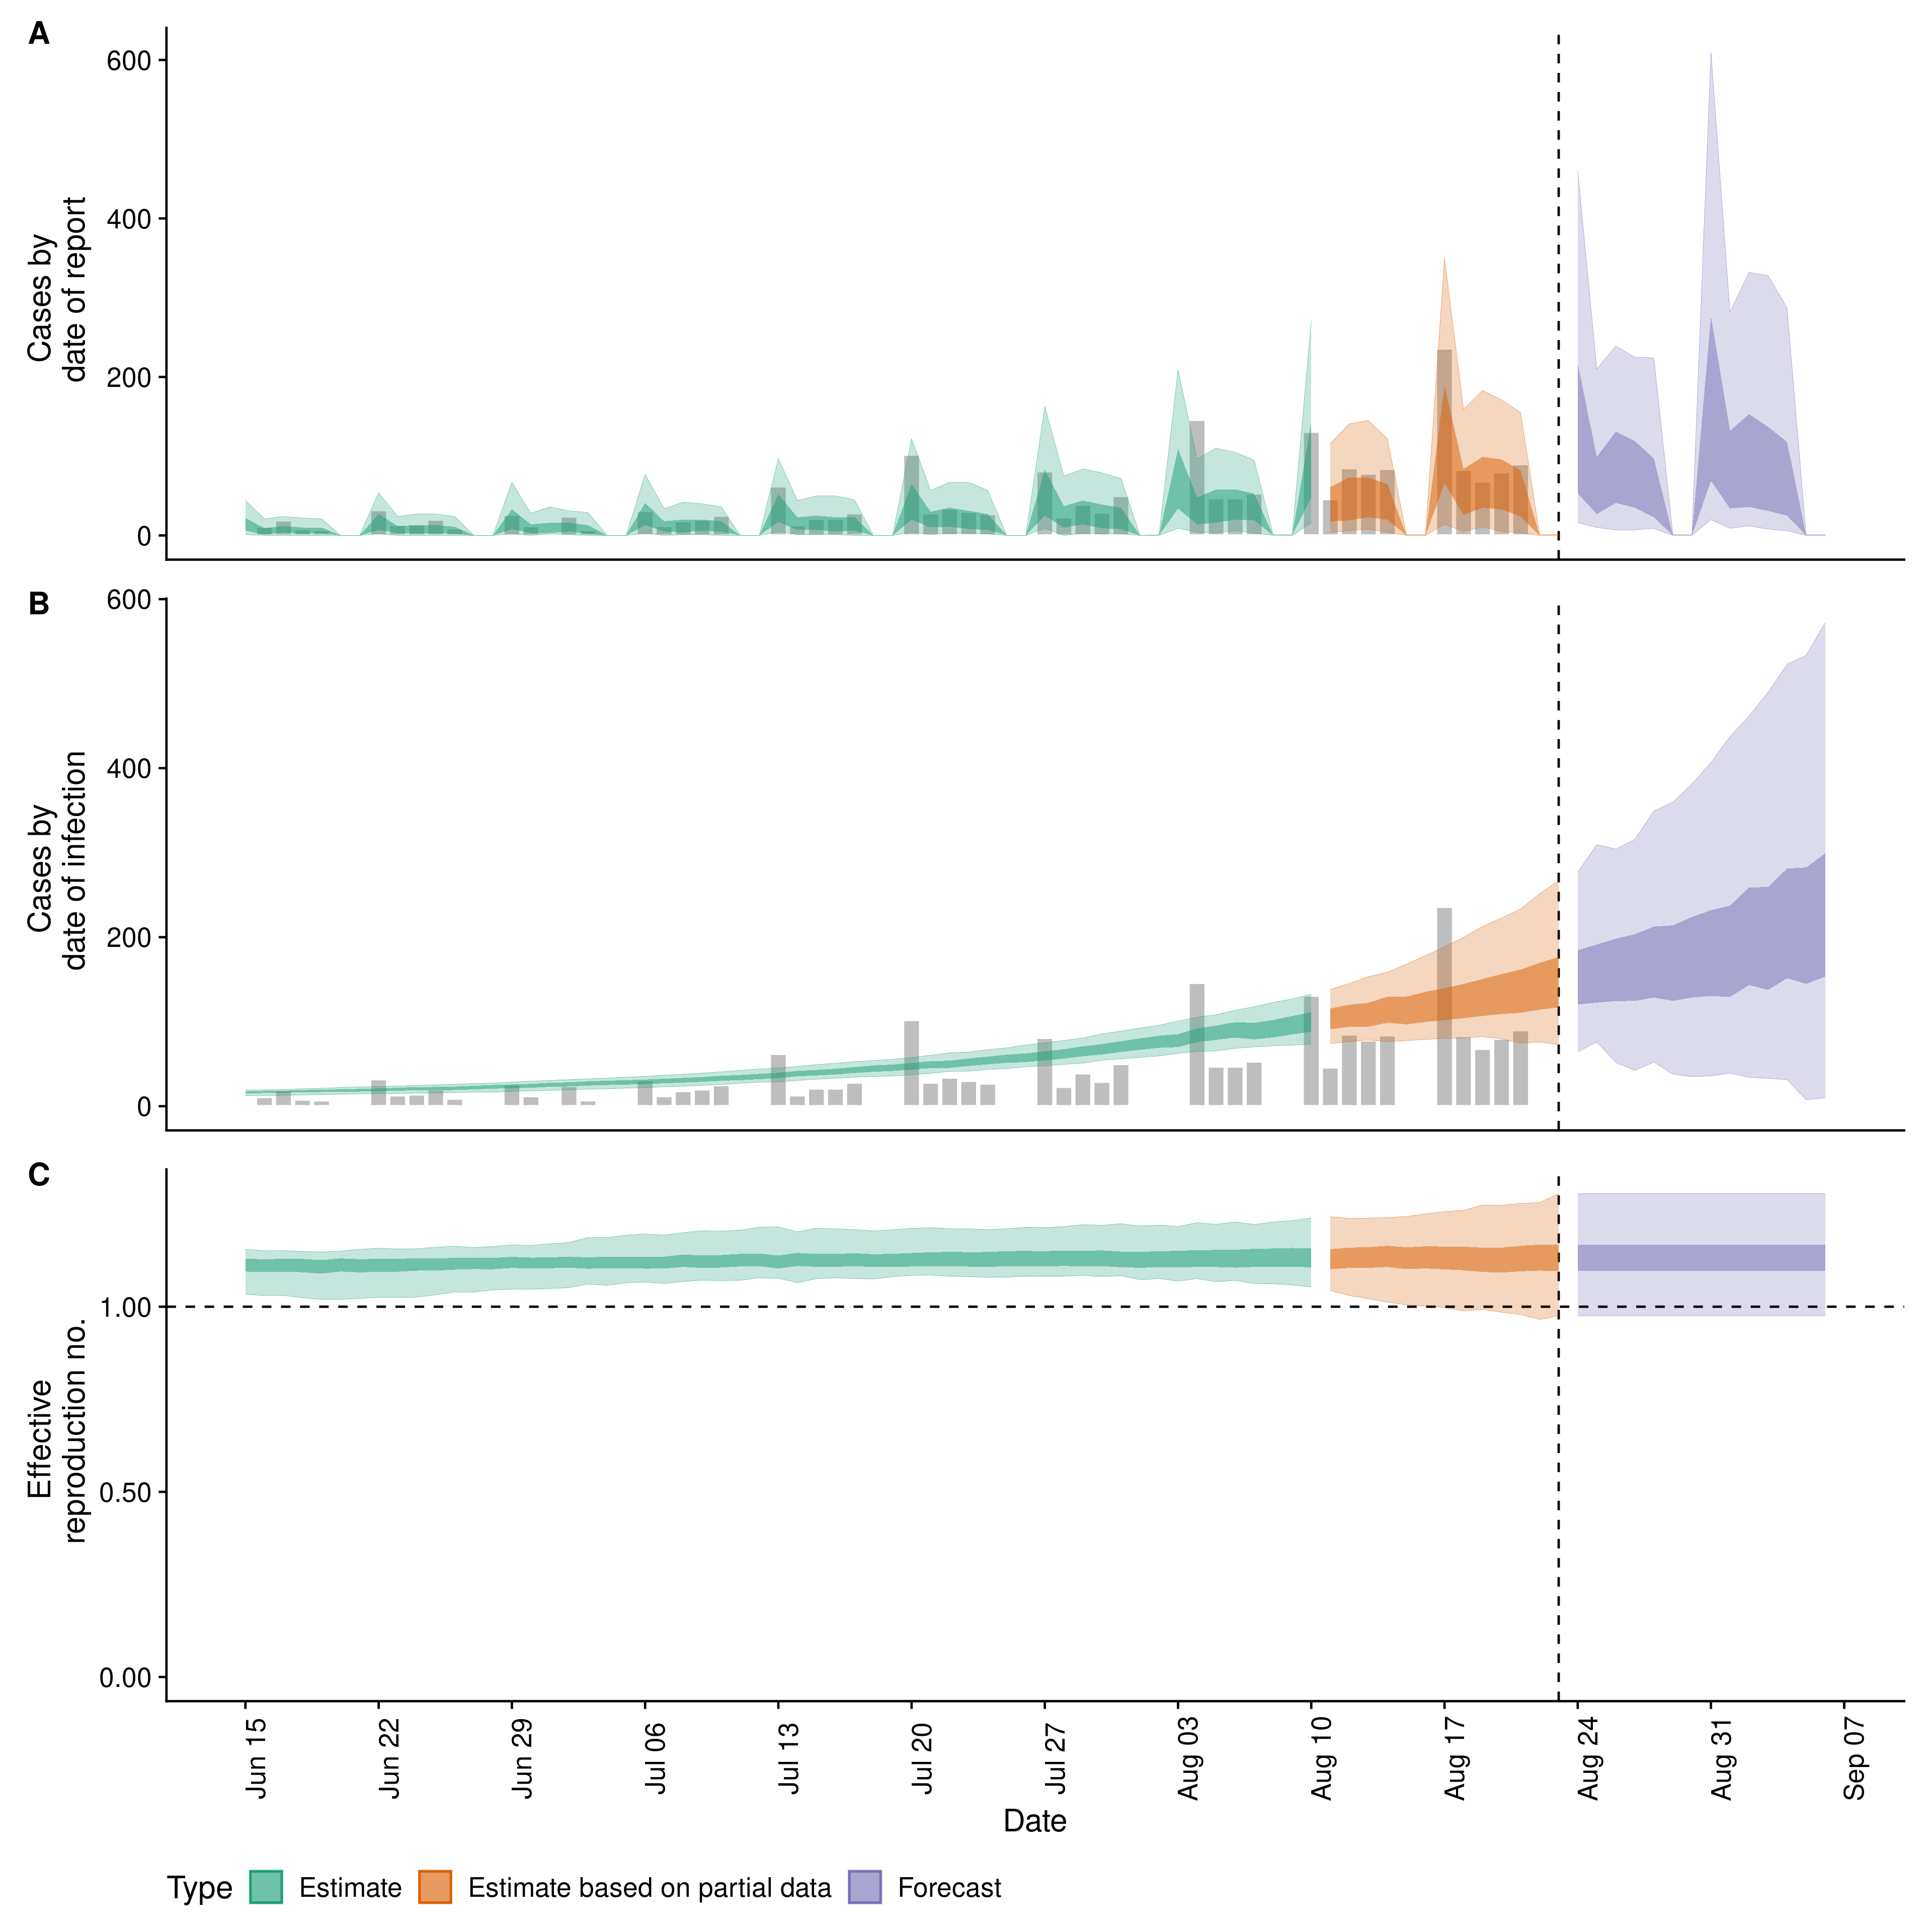 A
600
400
200
0
Cases by
date of report
B
600
400
200
0
Cases by
date of infection
C
1.00
0.50
0.00
Effective
reproduction no.
Jun 15
Jun 22
Jun 29
Jul 06
Jul 13
Jul 20
Jul 27
Aug 03
Aug 10
Aug 17
Aug 24
Aug 31
Sep 07
Date
Type Estimate Estimate based on partial data Forecast